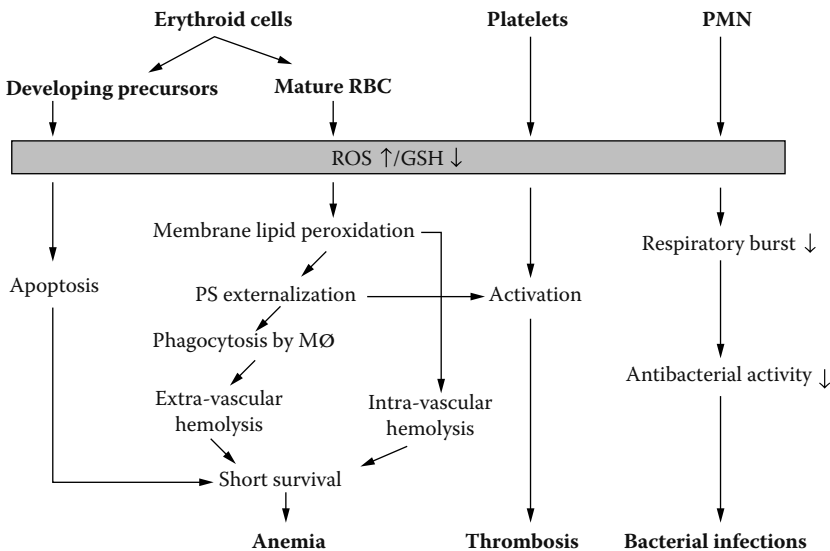 Erythroid cells
Platelets
PMN
Developing precursors
Mature RBC
ROS ↑/GSH ↓
Membrane lipid peroxidation
Respiratory burst ↓
Apoptosis
PS externalization
Activation
Phagocytosis by MØ
Antibacterial activity ↓
Extra-vascular
hemolysis
Intra-vascular
hemolysis
Short survival
Anemia
Thrombosis
Bacterial infections